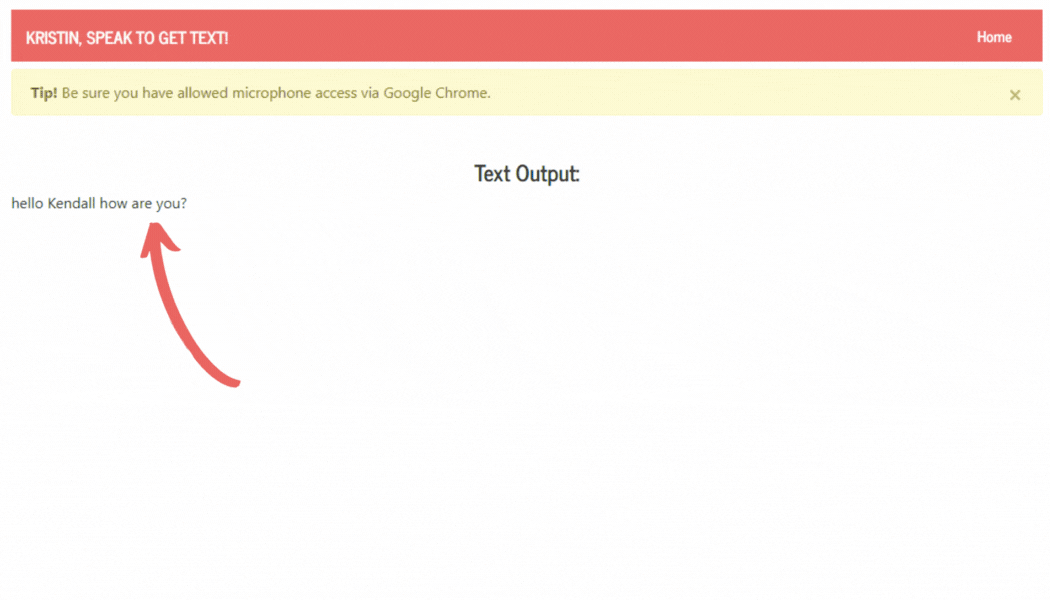 KRISTIN, SPEAK TO GET TEXT!
Home
Tip! Be sure you have allowed microphone access via Google Chrome.
×
Text Output:
hello Kendall how are you?